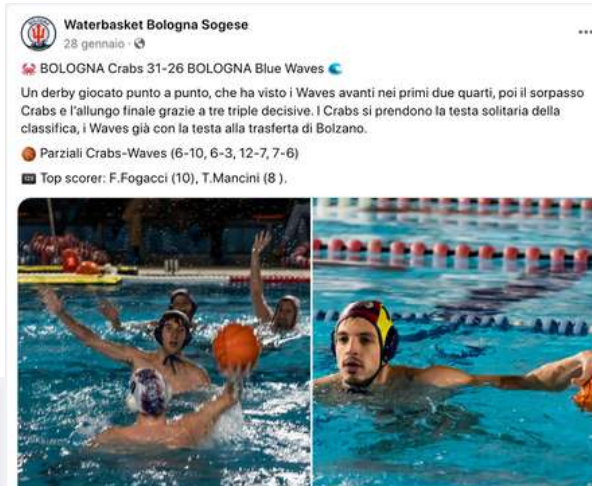 Waterbasket Bologna Sogese
28 gennaio ·
🦀 BOLOGNA Crabs 31-26 BOLOGNA Blue Waves 🌊
Un derby giocato punto a punto, che ha visto i Waves avanti nei primi due quarti, poi il sorpasso
Crabs e l'allungo finale grazie a tre triple decisive. I Crabs si prendono la testa solitaria della
classifica, i Waves già con la testa alla trasferta di Bolzano.
🏀 Parziali Crabs-Waves (6-10, 6-3, 12-7, 7-6)
🔢 Top scorer: F.Fogacci (10), T.Mancini (8 ).